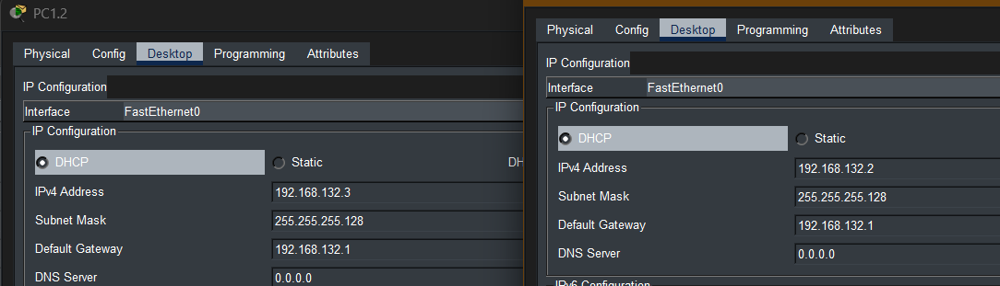 PC1.2
Physical Config Desktop Programming Attributes
IP Configuration
Interface FastEthernet0
IP Configuration
DHCP Static DH
IPv4 Address 192.168.132.3
Subnet Mask 255.255.255.128
Default Gateway 192.168.132.1
DNS Server 0.0.0.0
Physical Config Desktop Programming Attributes
IP Configuration
Interface FastEthernet0
IP Configuration
DHCP Static
IPv4 Address 192.168.132.2
Subnet Mask 255.255.255.128
Default Gateway 192.168.132.1
DNS Server 0.0.0.0
IPv6 Configuration